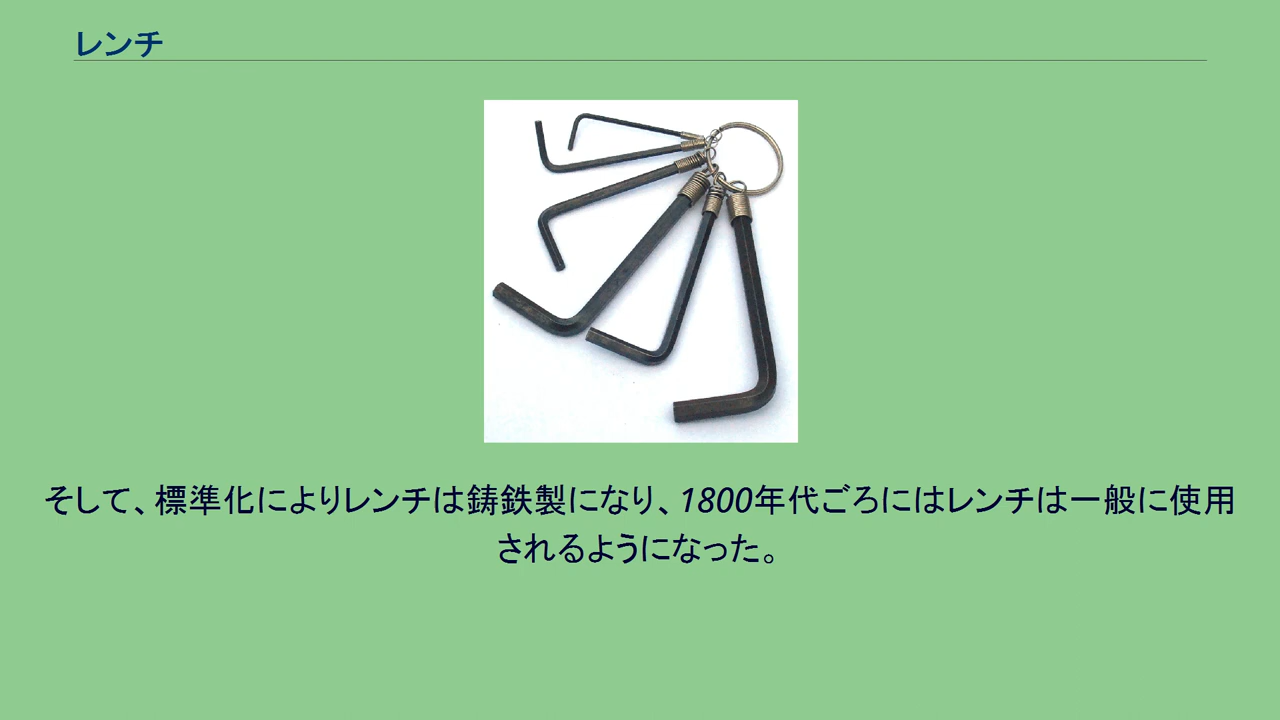 レンチ
そして、標準化によりレンチは鋳鉄製になり、1800年代ごろにはレンチは一般に使用
されるようになった。